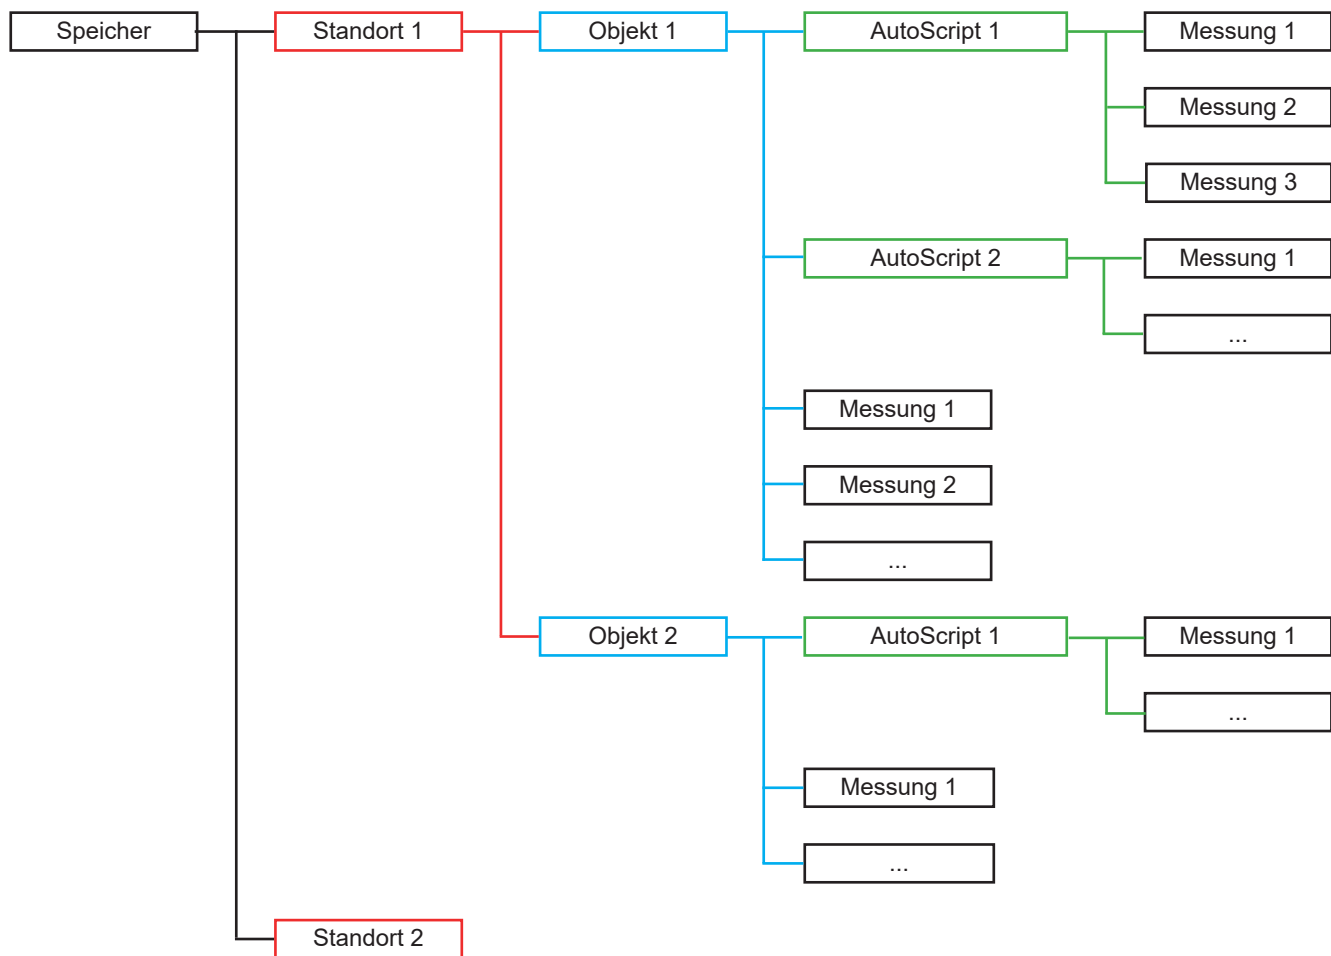 Speicher
Standort 1
Objekt 1
AutoScript 1
Messung 1
Messung 2
Messung 3
AutoScript 2
Messung 1
...
Messung 1
Messung 2
...
Objekt 2
AutoScript 1
Messung 1
...
Messung 1
...
Standort 2